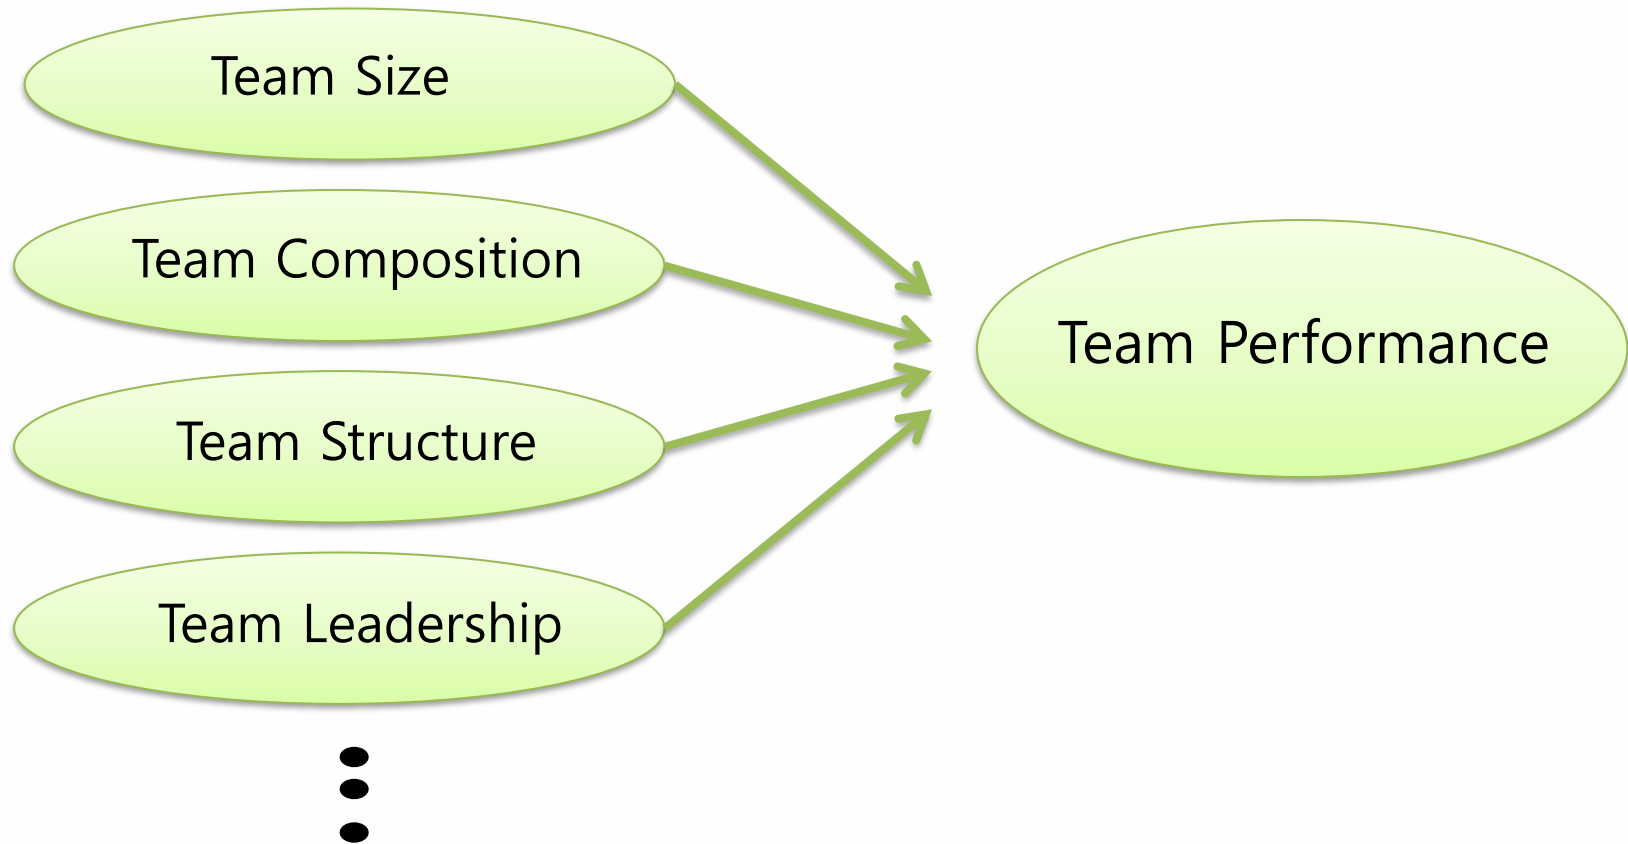 Team Size
Team Composition
Team Structure
Team Leadership
Team Performance